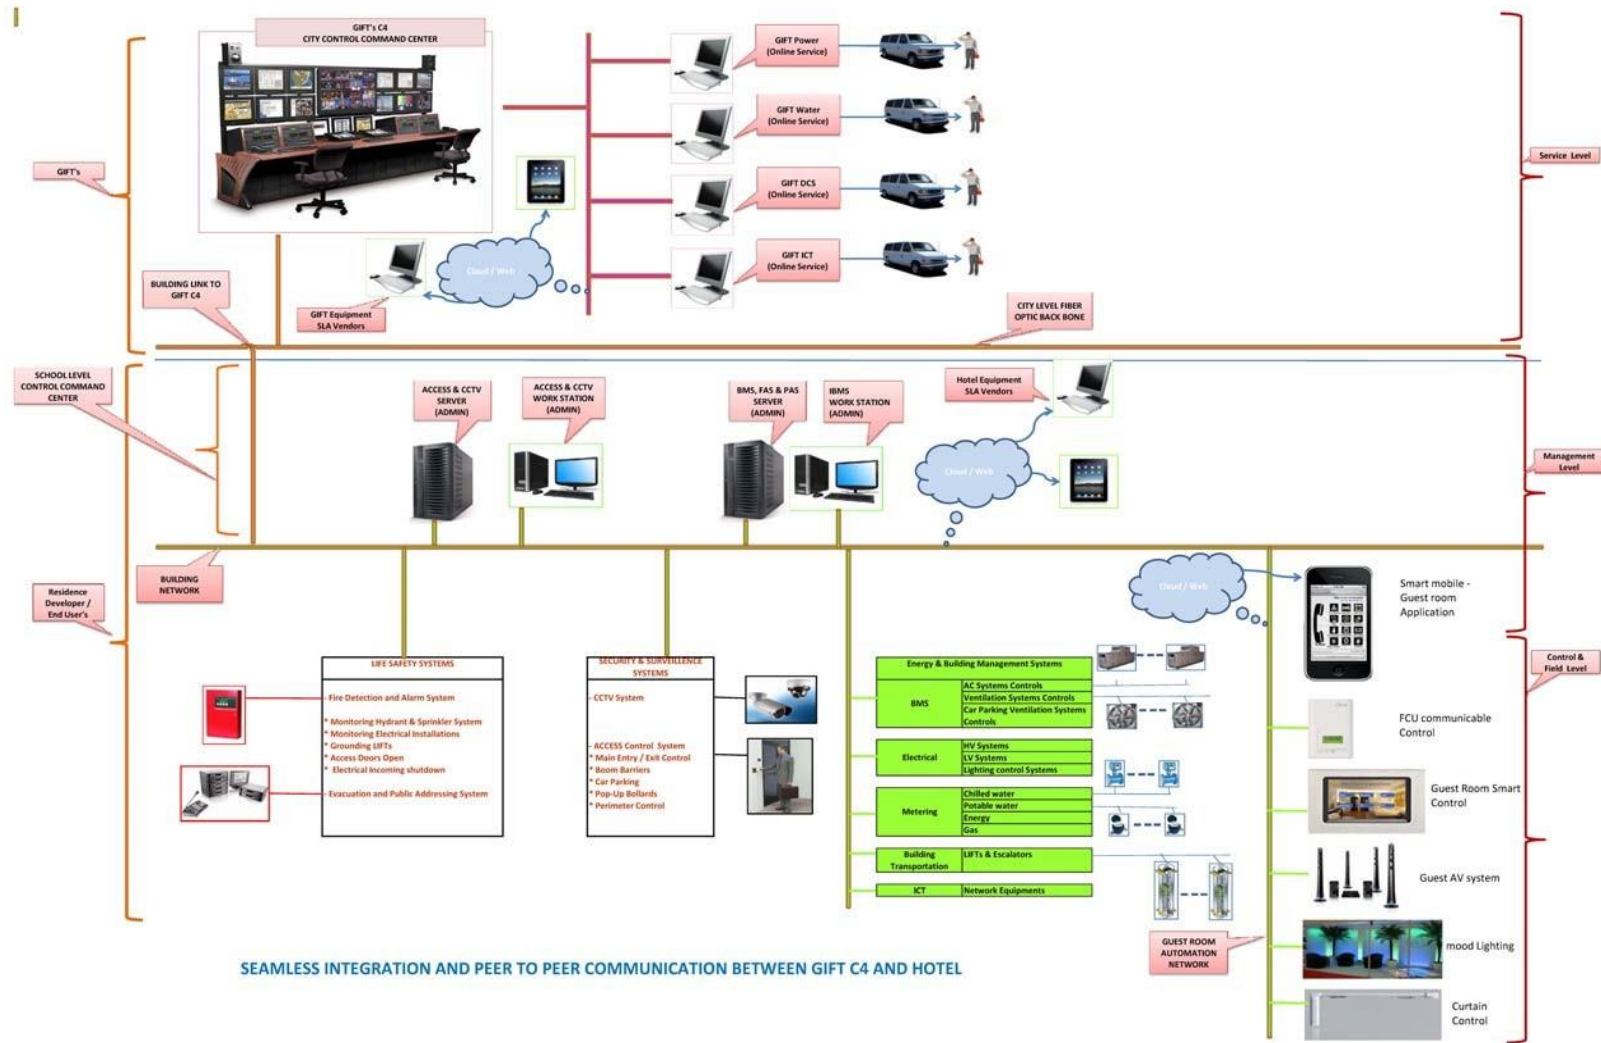 GIFT's C4
CITY CONTROL COMMAND CENTER
GIFT Power
(Online Service)
GIFT Water
(Online Service)
GIFT DCS
(Online Service)
GIFT ICT
(Online Service)
Service Level
GIFT's
Cloud / Web
BUILDING LINK TO
GIFT C4
GIFT Equipment
SLA Vendors
CITY LEVEL FIBER
OPTIC BACK BONE
SCHOOL LEVEL
CONTROL COMMAND
CENTER
ACCESS & CCTV
SERVER
(ADMIN)
ACCESS & CCTV
WORK STATION
(ADMIN)
BMS, FAS & PAS
SERVER
(ADMIN)
IBMS
WORK STATION
(ADMIN)
Hotel Equipment
SLA Vendors
Cloud / Web
Management
Level
BUILDING
NETWORK
Residence
Developer /
End User's
Cloud / Web
Smart mobile -
Guest room
Application
LIFE SAFETY SYSTEMS
- Fire Detection and Alarm System
* Monitoring Hydrant & Sprinkler System
* Monitoring Electrical Installations
* Grounding LIFTs
* Access Doors Open
* Electrical Incoming shutdown
- Evacuation and Public Addressing System
SECURITY & SURVEILLENCE
SYSTEMS
- CCTV System
- ACCESS Control System
* Main Entry / Exit Control
* Boom Barriers
* Car Parking
* Pop-Up Bollards
* Perimeter Control
Energy & Building Management Systems
BMS
AC Systems Controls
Ventilation Systems Controls
Car Parking Ventilation Systems
Controls
Electrical
HV Systems
LV Systems
Lighting control Systems
Metering
Chilled water
Potable water
Energy
Gas
Building
Transportation
LIFTs & Escalators
ICT
Network Equipments
Control &
Field Level
FCU communicable
Control
Guest Room Smart
Control
Guest AV system
GUEST ROOM
AUTOMATION
NETWORK
mood Lighting
Curtain
Control
SEAMLESS INTEGRATION AND PEER TO PEER COMMUNICATION BETWEEN GIFT C4 AND HOTEL